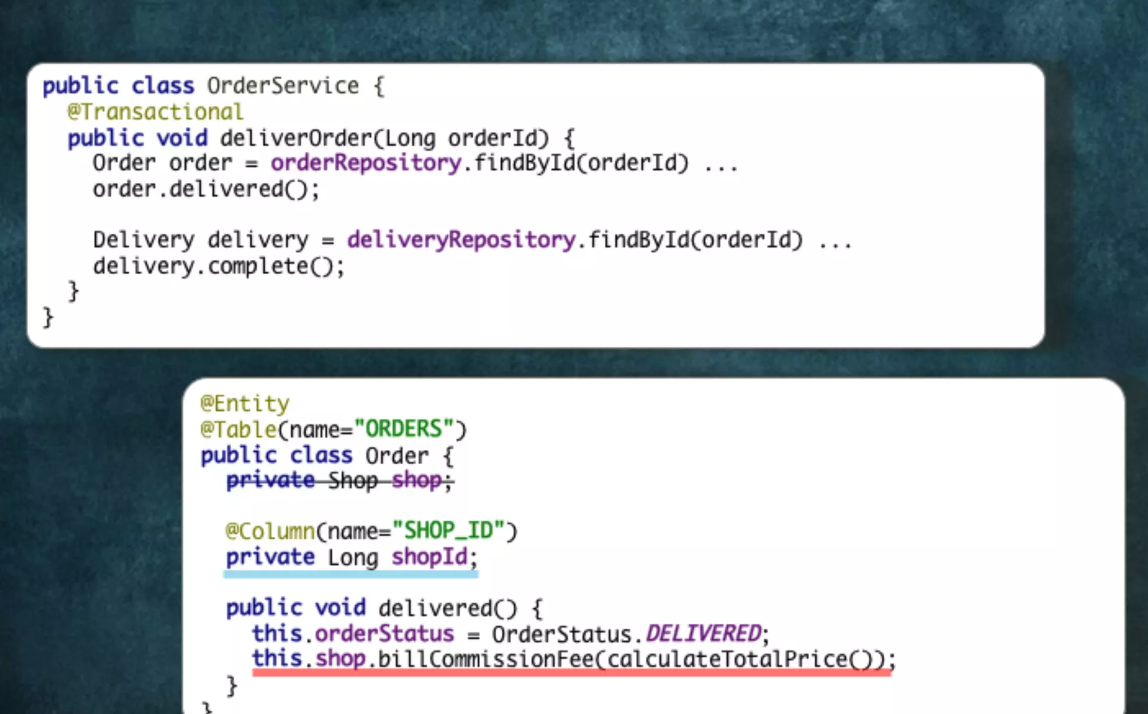 public class OrderService {
@Transactional
public void deliverOrder(Long orderId) {
Order order = orderRepository.findById(orderId) ...
order.delivered();
Delivery delivery = deliveryRepository.findById(orderId) ...
delivery.complete();
}
}
@Entity
@Table(name="ORDERS")
public class Order {
private Shop shop;
@Column(name="SHOP_ID")
private Long shopId;
public void delivered() {
this.orderStatus = OrderStatus.DELIVERED;
this.shop.billCommissionFee(calculateTotalPrice());
}
}